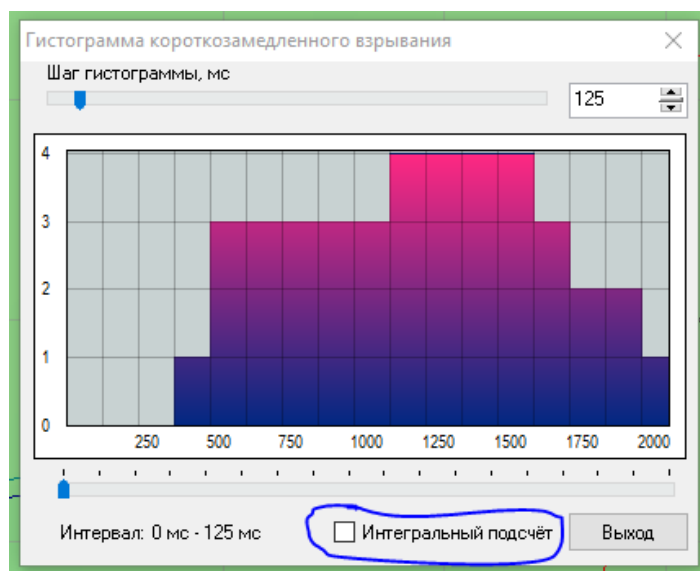 Гистограмма короткозамедленного взрывания
Шаг гистограммы, мс
125
4
3
2
1
0
250 500 750 1000 1250 1500 1750 2000
Интервал: 0 мс - 125 мс Интегральный подсчёт Выход